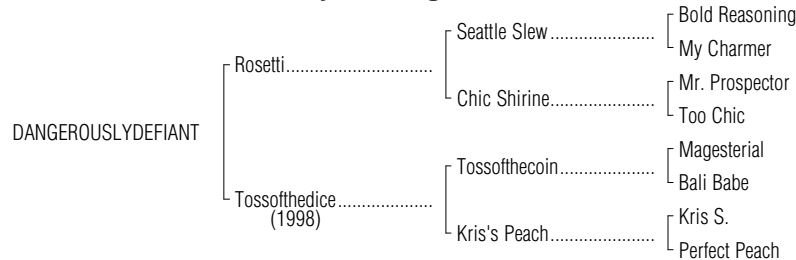 Bold Reasoning
Seattle Slew
My Charmer
Rosetti
Mr. Prospector
Chic Shirine
Too Chic
DANGEROUSLYDEFIANT
Magesterial
Tossofthecoin
Bali Babe
Tossofthedice
(1998)
Kris S.
Kris's Peach
Perfect Peach